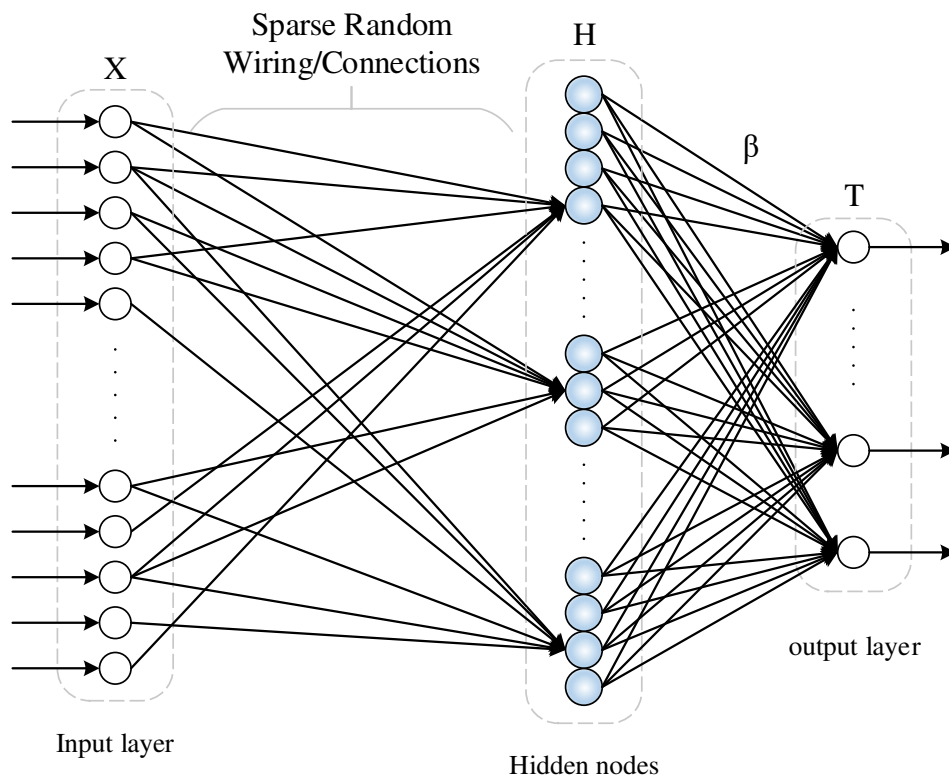 Sparse Random
Wiring/Connections
X
H
β
T
output layer
Input layer
Hidden nodes